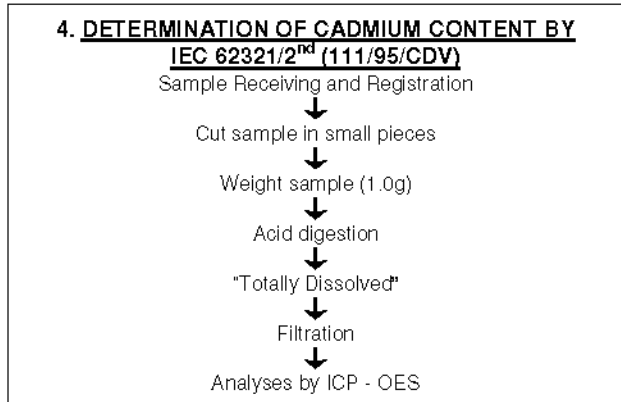 4. DETERMINATION OF CADMIUM CONTENT BY
IEC 62321/2nd (111/95/CDV)
Sample Receiving and Registration
Cut sample in small pieces
Weight sample (1.0g)
Acid digestion
"Totally Dissolved"
Filtration
Analyses by ICP - OES